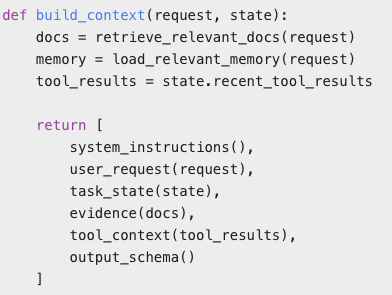 def build_context(request, state):
    docs = retrieve_relevant_docs(request)
    memory = load_relevant_memory(request)
    tool_results = state.recent_tool_results

    return [
        system_instructions(),
        user_request(request),
        task_state(state),
        evidence(docs),
        tool_context(tool_results),
        output_schema()
    ]